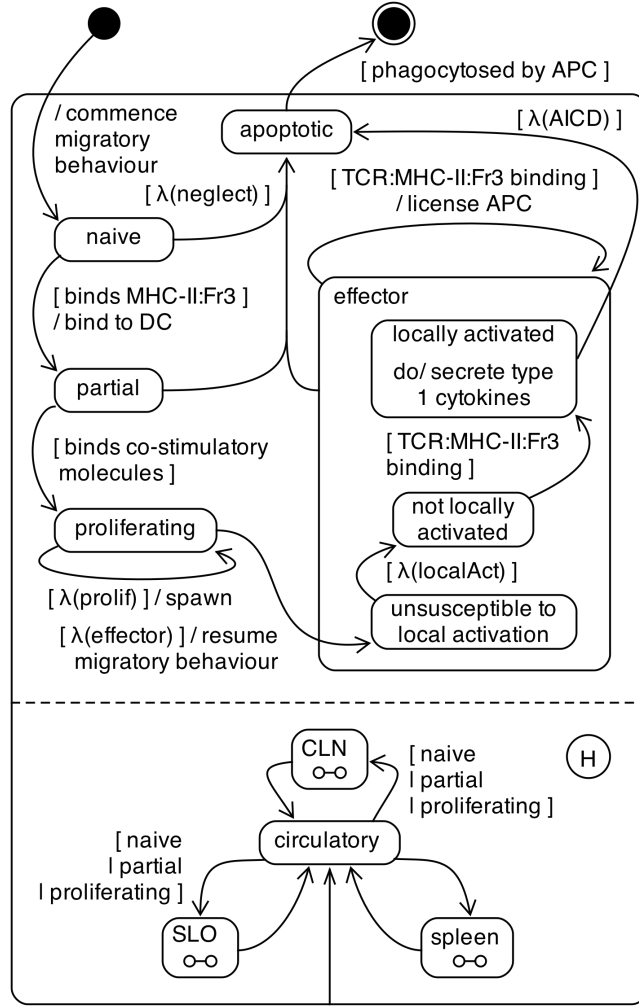 [ phagocytosed by APC ]
/ commence
migratory
behaviour
apoptotic
[ λ(AICD) ]
[ λ(neglect) ]
[ TCR:MHC-II:Fr3 binding ]
/ license APC
naive
[ binds MHC-II:Fr3 ]
/ bind to DC
effector
locally activated
do/ secrete type
1 cytokines
partial
[ binds co-stimulatory
molecules ]
[ TCR:MHC-II:Fr3
binding ]
not locally
activated
proliferating
[ λ(localAct) ]
[ λ(prolif) ] / spawn
unsusceptible to
local activation
[ λ(effector) ] / resume
migratory behaviour
CLN
[ naive
| partial
| proliferating ]
H
circulatory
[ naive
| partial
| proliferating ]
SLO
spleen